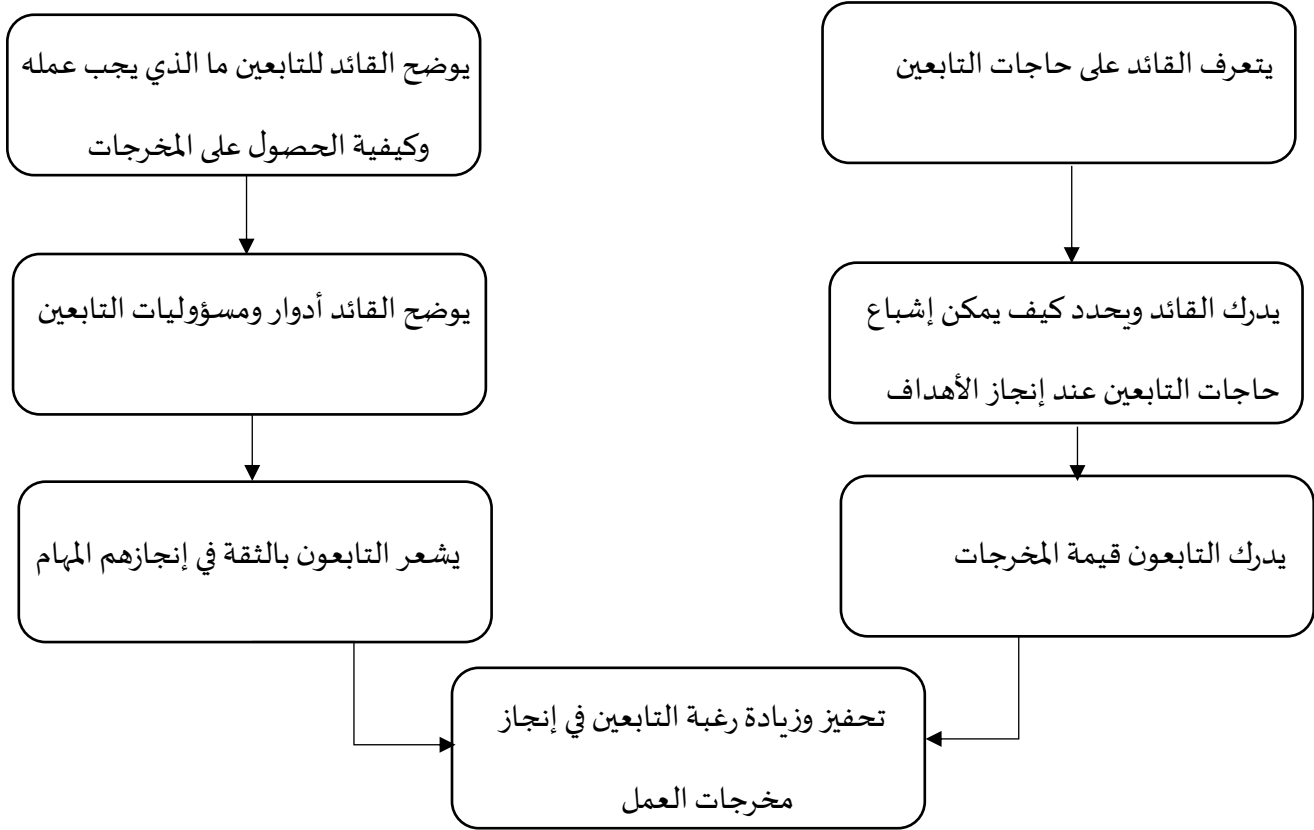 يتعرف القائد على حاجات التابعين
يدرك القائد ويحدد كيف يمكن إشباع
حاجات التابعين عند إنجاز الأهداف
يدرك التابعون قيمة المخرجات
يوضح القائد للتابعين ما الذي يجب عمله
وكيفية الحصول على المخرجات
يوضح القائد أدوار ومسؤوليات التابعين
يشعر التابعون بالثقة في إنجازهم المهام
تحفيز وزيادة رغبة التابعين في إنجاز
مخرجات العمل